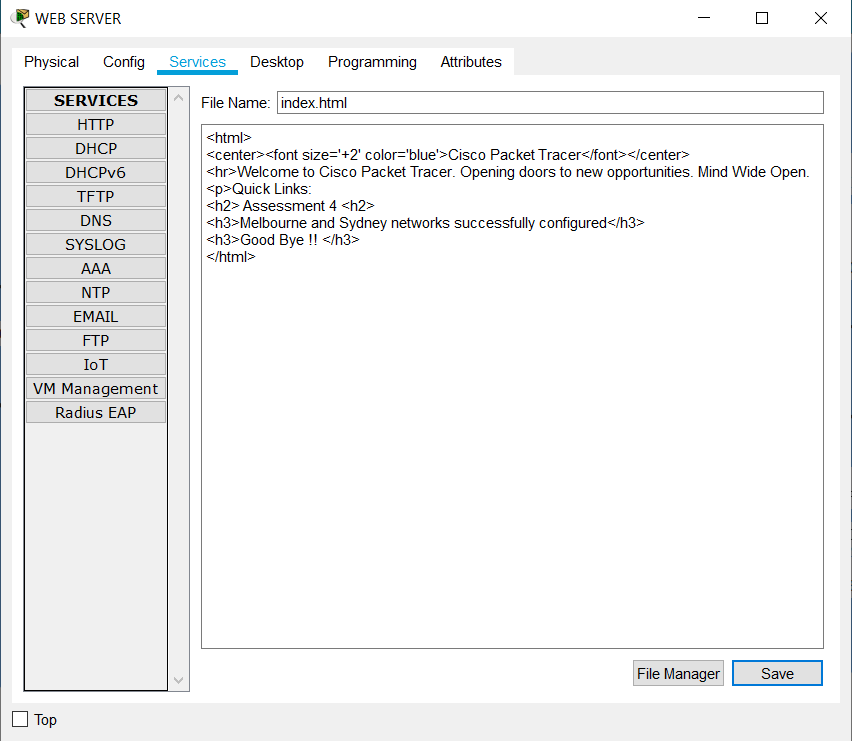 WEB SERVER
Physical Config Services Desktop Programming Attributes
SERVICES
HTTP
DHCP
DHCPv6
TFTP
DNS
SYSLOG
AAA
NTP
EMAIL
FTP
IoT
VM Management
Radius EAP
File Name: index.html
<html>
<center><font size='+2' color='blue'>Cisco Packet Tracer</font></center>
<hr>Welcome to Cisco Packet Tracer. Opening doors to new opportunities. Mind Wide Open.
<p>Quick Links:
<h2> Assessment 4 <h2>
<h3>Melbourne and Sydney networks successfully configured</h3>
<h3>Good Bye !! </h3>
</html>
File Manager Save
Top